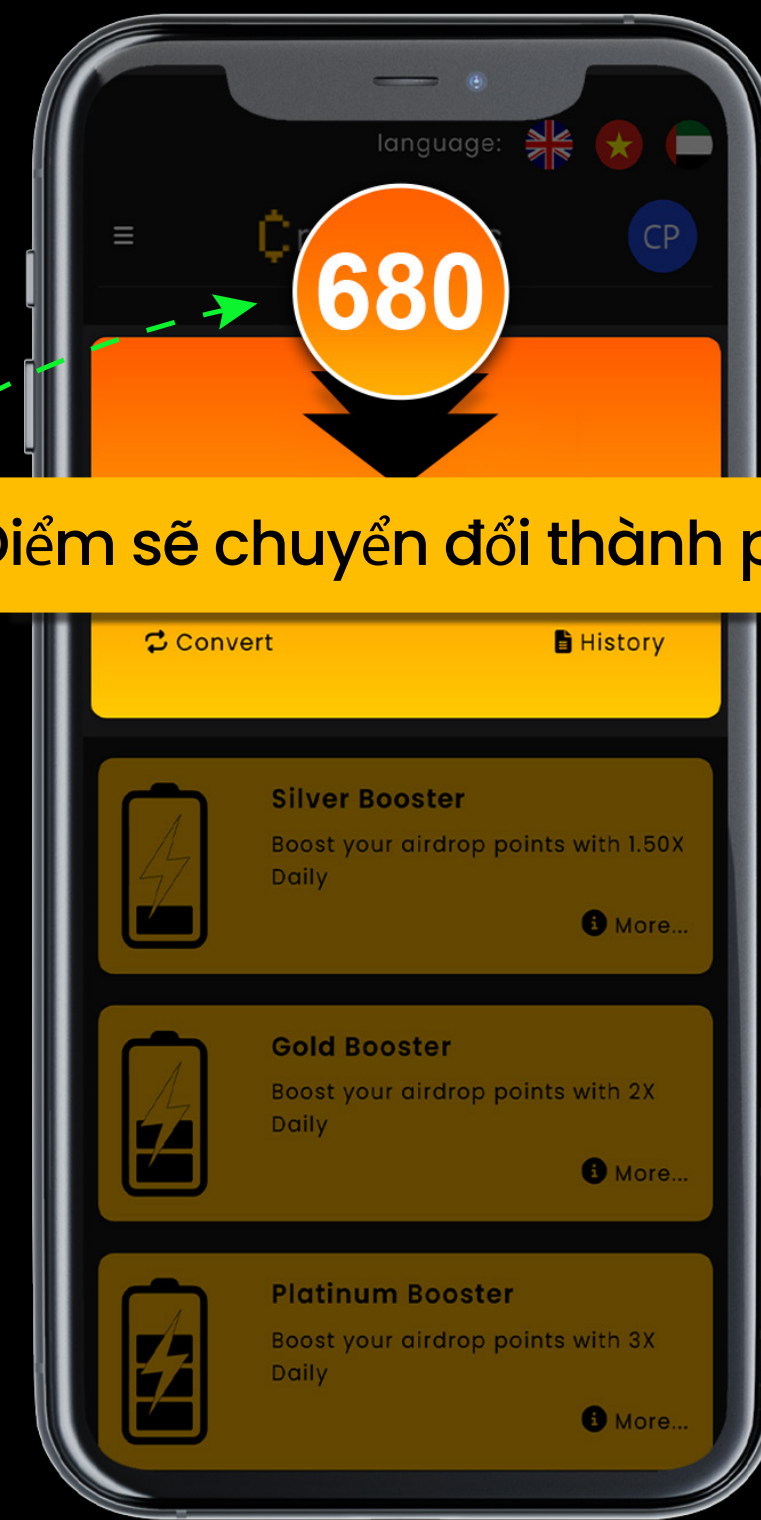 language:
CP
680
Điểm sẽ chuyển đổi thành
Convert
History
Silver Booster
Boost your airdrop points with 1.50X
Daily
More...
Gold Booster
Boost your airdrop points with 2X
Daily
More...
Platinum Booster
Boost your airdrop points with 3X
Daily
More...